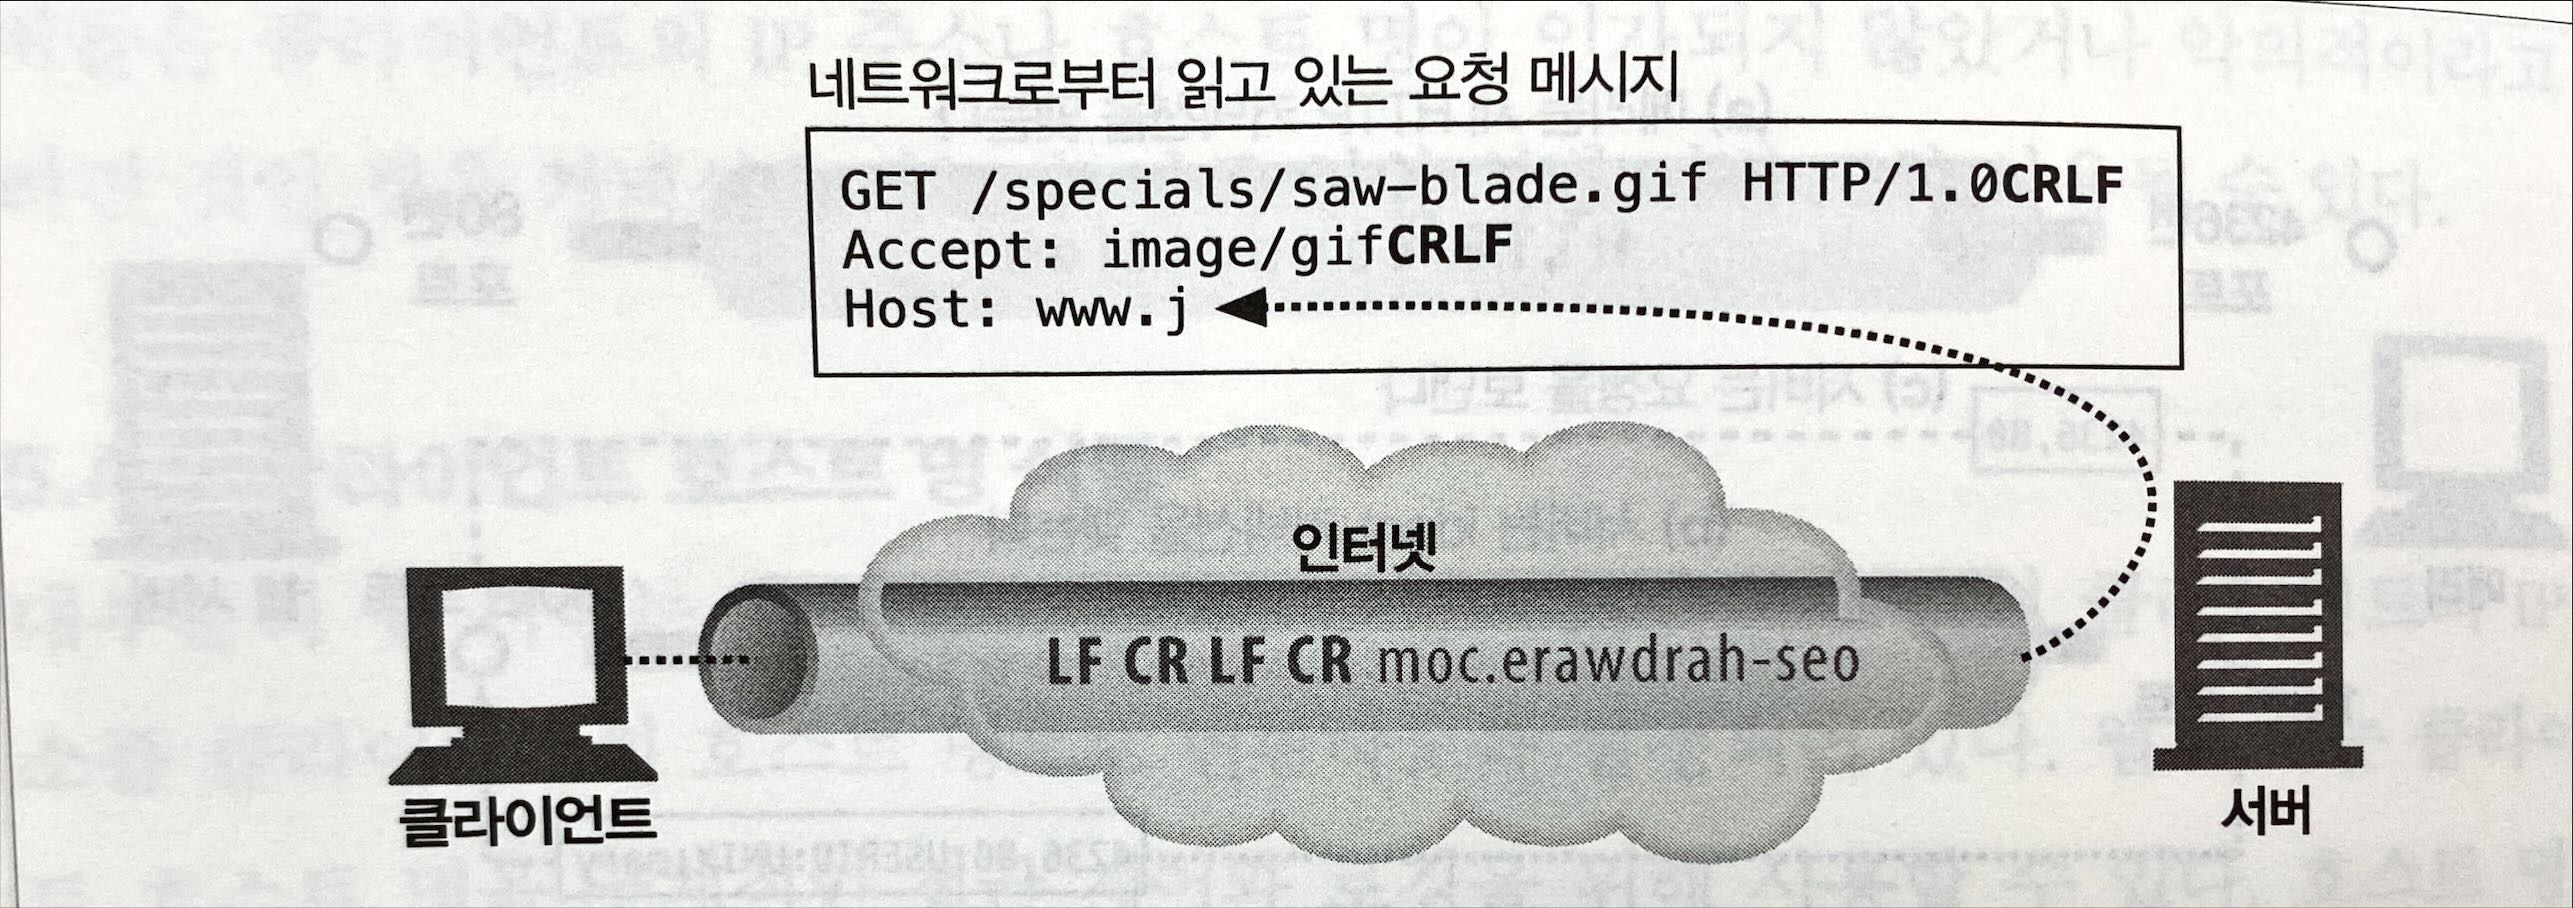 네트워크로부터 읽고 있는 요청 메시지
GET /specials/saw-blade.gif HTTP/1.0CRLF
Accept: image/gifCRLF
Host: www.j
인터넷
LF CR LF CR moc.erawdrah-seo
클라이언트
서버